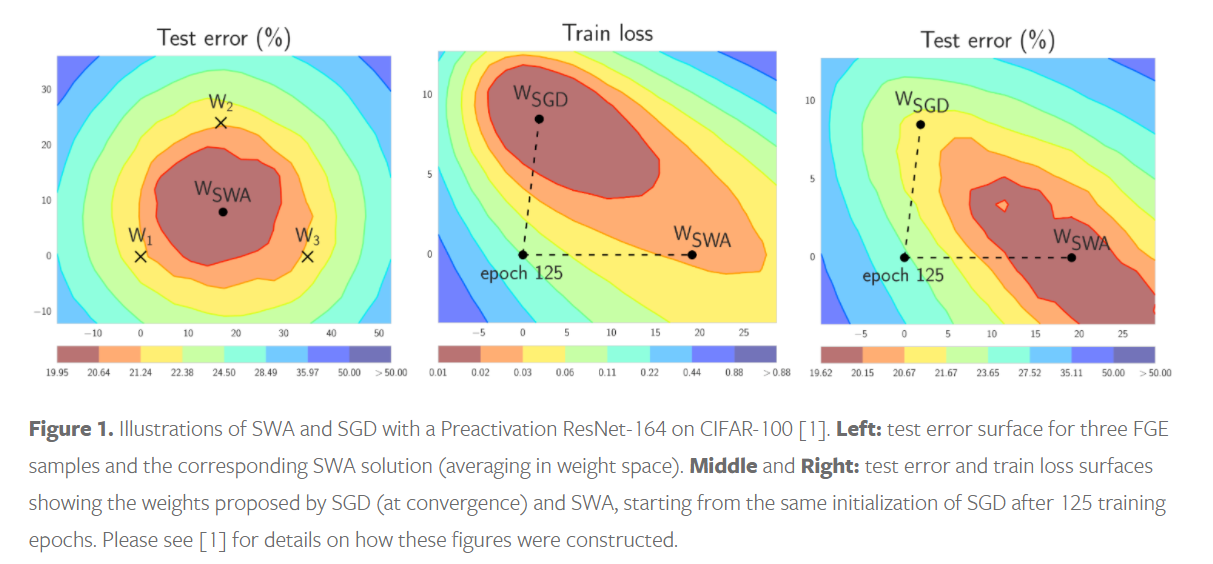 Test error (%)
30
20
10
0
−10
W2
WSWA
W1
W3
−10 0 10 20 30 40 50
19.95 20.64 21.24 22.38 24.50 28.49 35.97 50.00 >50.00
Train loss
10
5
0
WSGD
WSWA
epoch 125
−5 0 5 10 15 20 25
0.01 0.02 0.03 0.06 0.11 0.22 0.44 0.88 >0.88
Test error (%)
10
5
0
WSGD
WSWA
epoch 125
−5 0 5 10 15 20 25
19.62 20.15 20.67 21.67 23.65 27.52 35.11 50.00 >50.00
Figure 1. Illustrations of SWA and SGD with a Preactivation ResNet-164 on CIFAR-100 [1]. Left: test error surface for three FGE
samples and the corresponding SWA solution (averaging in weight space). Middle and Right: test error and train loss surfaces
showing the weights proposed by SGD (at convergence) and SWA, starting from the same initialization of SGD after 125 training
epochs. Please see [1] for details on how these figures were constructed.